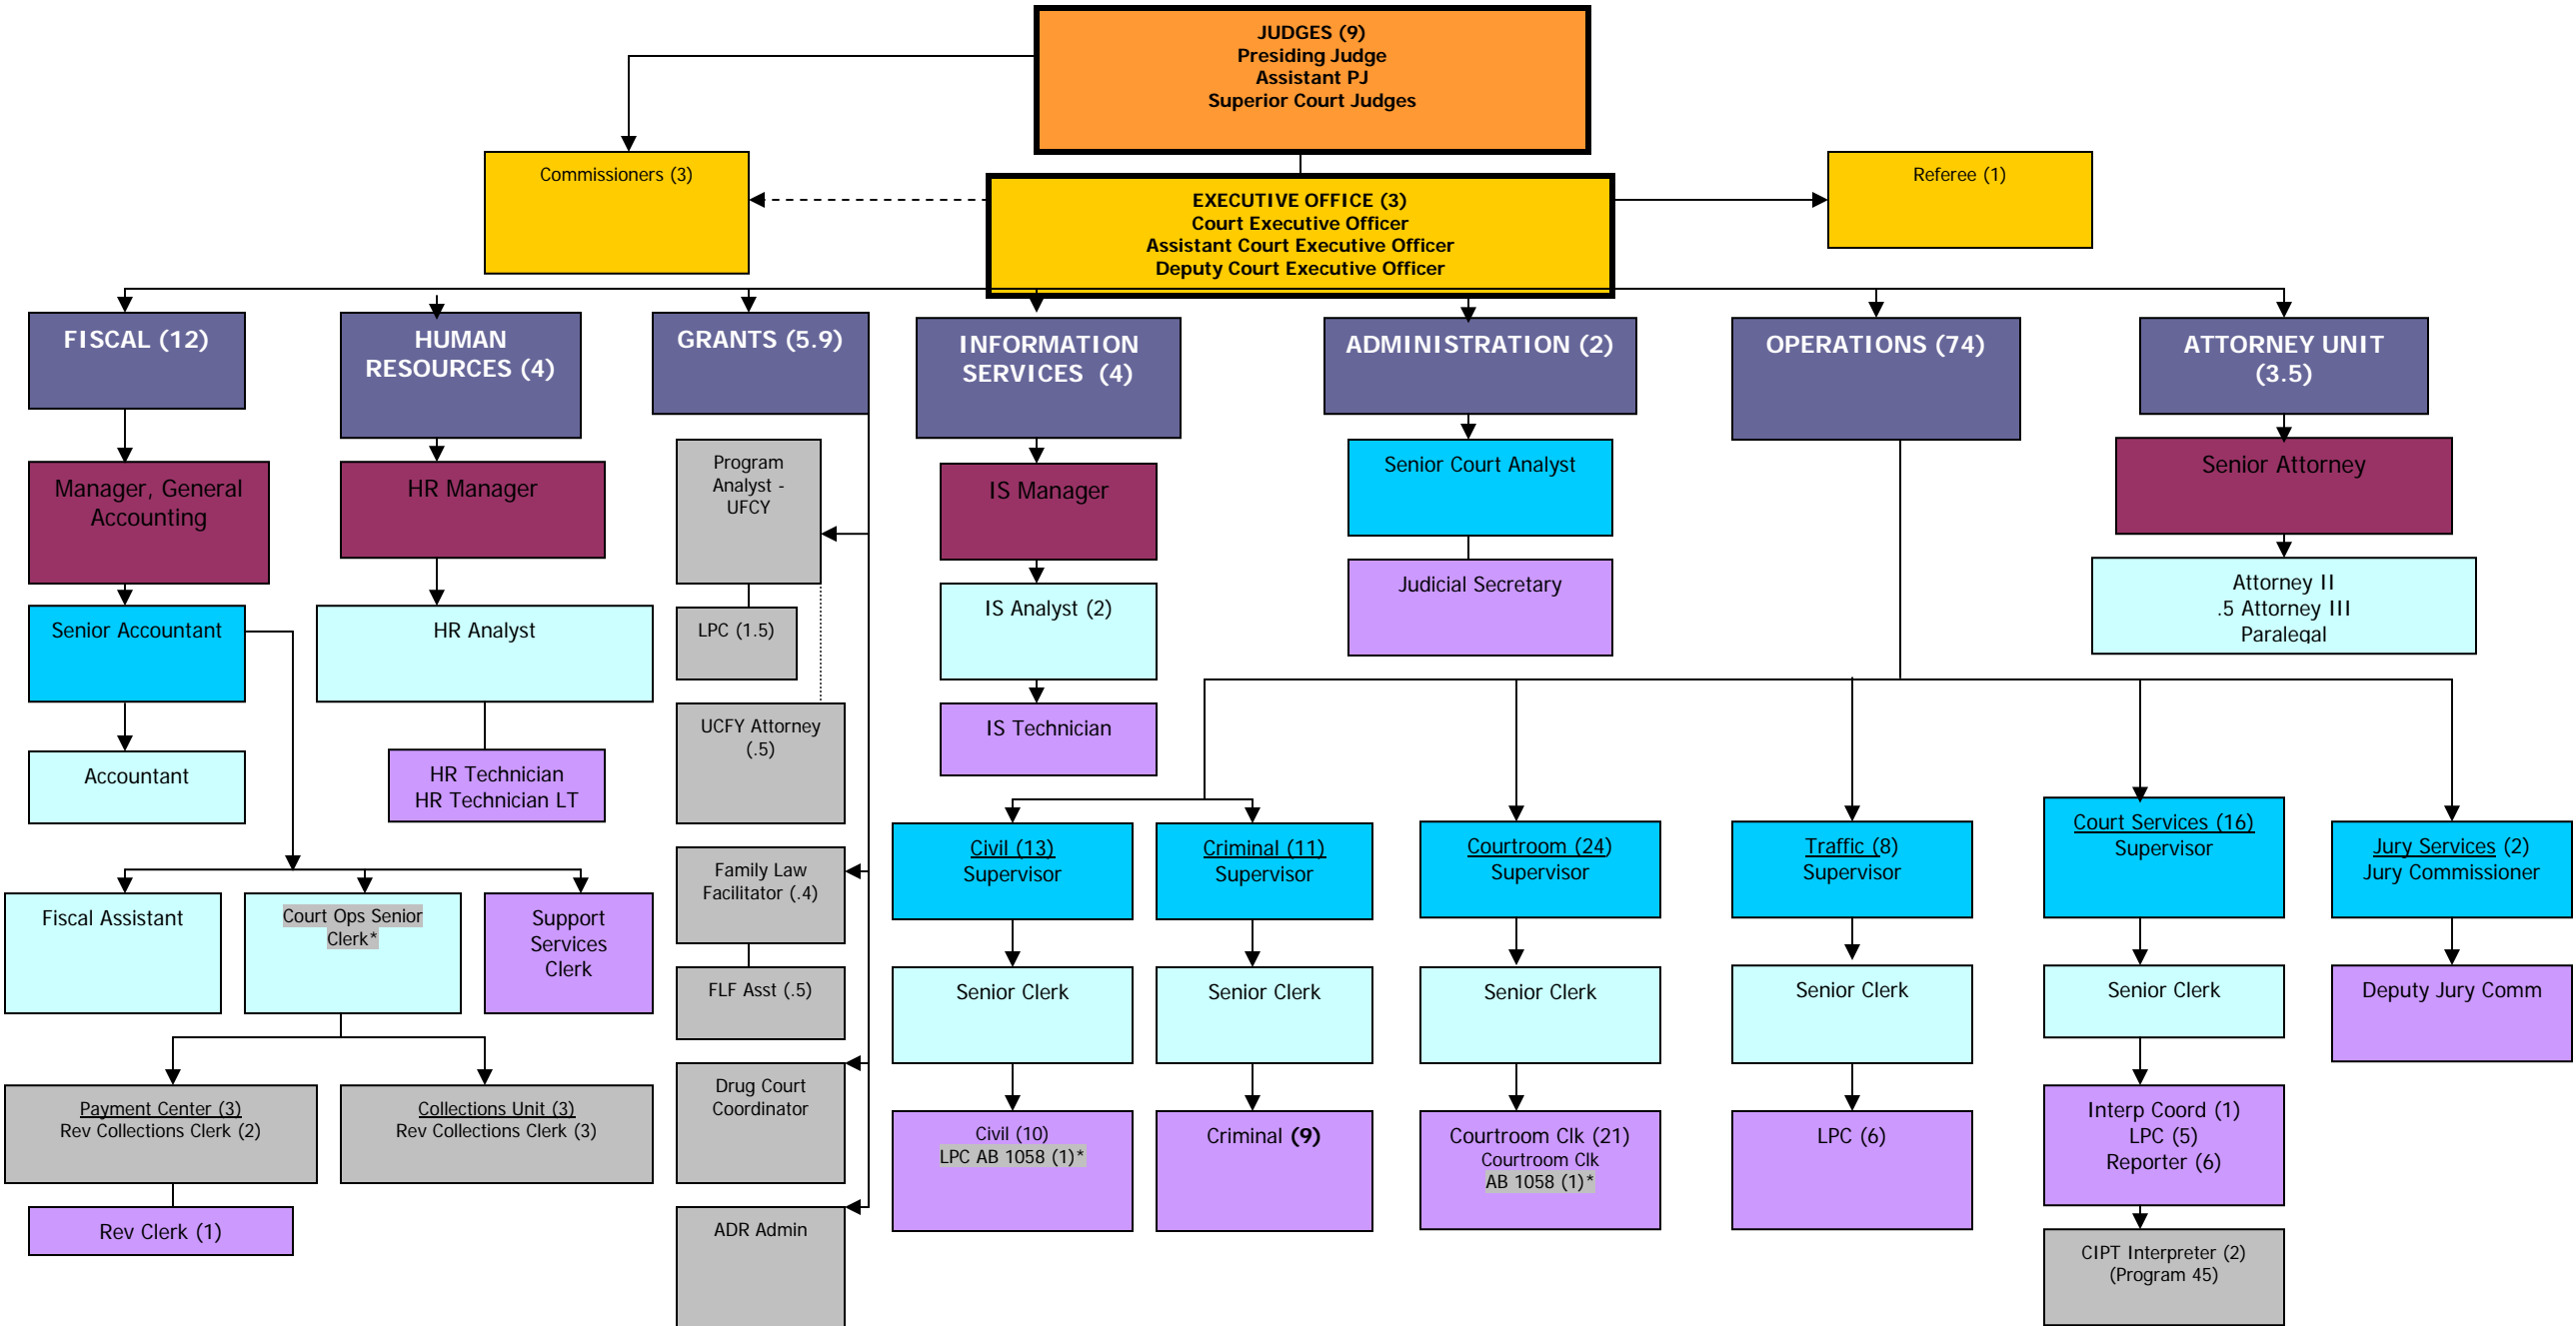 JUDGES (9)
Presiding Judge
Assistant PJ
Superior Court Judges
Commissioners (3)
Referee (1)
EXECUTIVE OFFICE (3)
Court Executive Officer
Assistant Court Executive Officer
Deputy Court Executive Officer
FISCAL (12)
HUMAN
RESOURCES (4)
GRANTS (5.9)
INFORMATION
SERVICES (4)
ADMINISTRATION (2)
OPERATIONS (74)
ATTORNEY UNIT
(3.5)
Manager, General
Accounting
HR Manager
Program
Analyst -
UFCY
IS Manager
Senior Court Analyst
Senior Attorney
Senior Accountant
HR Analyst
LPC (1.5)
IS Analyst (2)
Judicial Secretary
Attorney II
.5 Attorney III
Paralegal
Accountant
HR Technician
HR Technician LT
UCFY Attorney
(.5)
IS Technician
Fiscal Assistant
Court Ops Senior
Clerk*
Support
Services
Clerk
Family Law
Facilitator (.4)
FLF Asst (.5)
Civil (13)
Supervisor
Criminal (11)
Supervisor
Courtroom (24)
Supervisor
Traffic (8)
Supervisor
Court Services (16)
Supervisor
Jury Services (2)
Jury Commissioner
Senior Clerk
Senior Clerk
Senior Clerk
Senior Clerk
Senior Clerk
Deputy Jury Comm
Payment Center (3)
Rev Collections Clerk (2)
Collections Unit (3)
Rev Collections Clerk (3)
Drug Court
Coordinator
Civil (10)
LPC AB 1058 (1)*
Criminal (9)
Courtroom Clk (21)
Courtroom Clk
AB 1058 (1)*
LPC (6)
Interp Coord (1)
LPC (5)
Reporter (6)
Rev Clerk (1)
ADR Admin
CIPT Interpreter (2)
(Program 45)